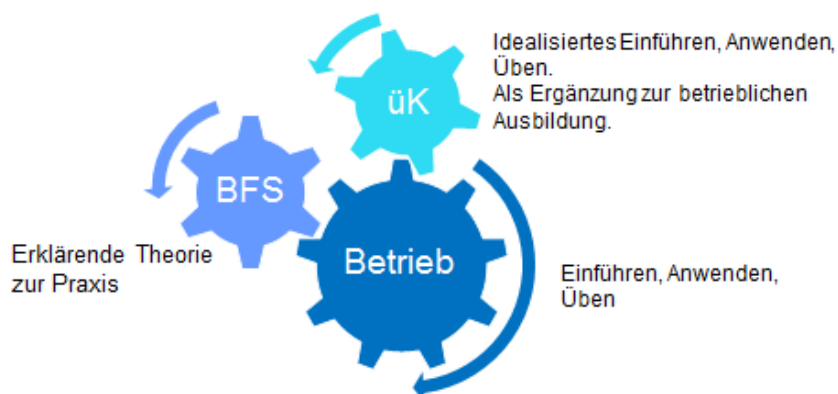 üK
Idealisiertes Einführen, Anwenden,
Üben.
Als Ergänzung zur betrieblichen
Ausbildung.
BFS
Erklärende Theorie
zur Praxis
Betrieb
Einführen, Anwenden,
Üben